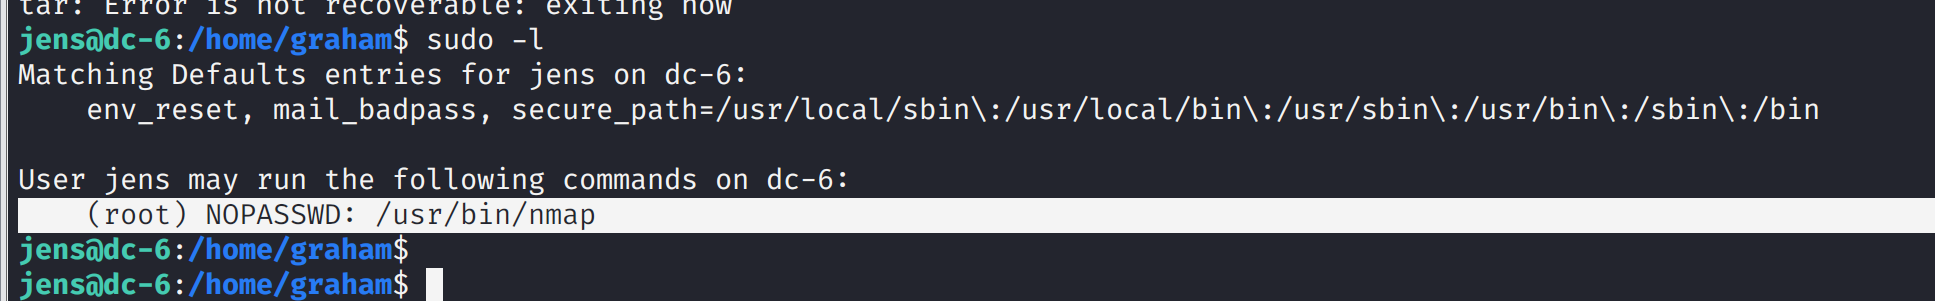 tar: Error is not recoverable: exiting now
jens@dc-6:/home/graham$ sudo -l
Matching Defaults entries for jens on dc-6:
    env_reset, mail_badpass, secure_path=/usr/local/sbin\:/usr/local/bin\:/usr/sbin\:/usr/bin\:/sbin\:/bin

User jens may run the following commands on dc-6:
    (root) NOPASSWD: /usr/bin/nmap
jens@dc-6:/home/graham$
jens@dc-6:/home/graham$